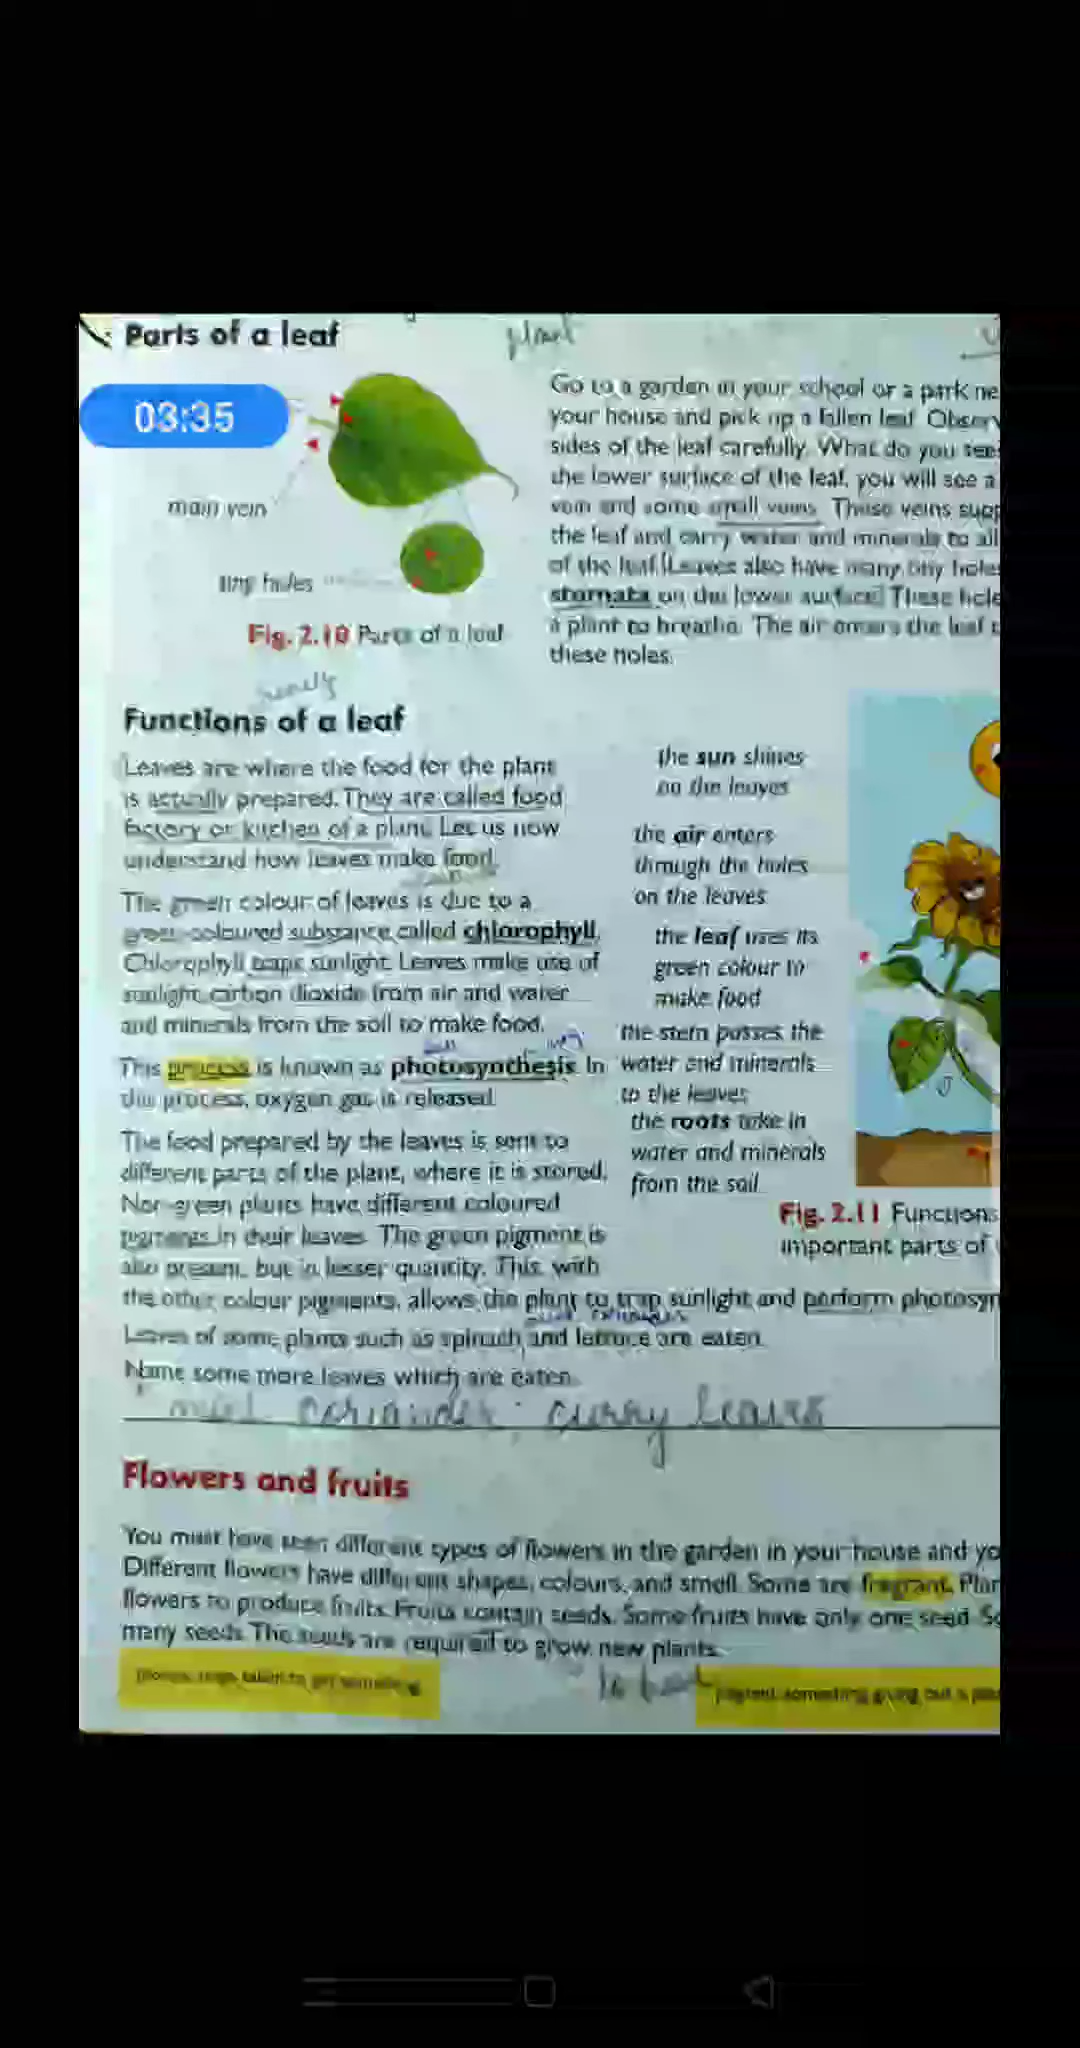 Parts of a leaf
plant
03:35
main vein
tiny holes
Fig. 2.10 Parts of a leaf
Go to a garden in your school or a park ne
your house and pick up a fallen leaf. Observ
sides of the leaf carefully. What do you see
the lower surface of the leaf, you will see a
vein and some small veins. These veins supp
the leaf and carry water and minerals to all
of the leaf. Leaves also have many tiny holes
stomata on the lower surface. These hole
a plant to breathe. The air enters the leaf t
these holes.
Functions of a leaf
Leaves are where the food for the plant
is actually prepared. They are called food
factory or kitchen of a plant. Let us now
understand how leaves make food.
The green colour of leaves is due to a
green-coloured substance called chlorophyll.
Chlorophyll traps sunlight. Leaves make use of
sunlight, carbon dioxide from air and water
and minerals from the soil to make food.
This process is known as photosynthesis. In
this process, oxygen gas is released.
The food prepared by the leaves is sent to
different parts of the plant, where it is stored.
Non-green plants have different coloured
pigments in their leaves. The green pigment is
also present, but in lesser quantity. This, with
the other colour pigments, allows the plant to trap sunlight and perform photosyn
the sun shines
on the leaves
the air enters
through the holes
on the leaves
the leaf uses its
green colour to
make food
the stem passes the
water and minerals
to the leaves
the roots take in
water and minerals
from the soil
Fig. 2.11 Functions
important parts of
Leaves of some plants such as spinach and lettuce are eaten.
Name some more leaves which are eaten.
mint coriander, curry leaves
Flowers and fruits
You must have seen different types of flowers in the garden in your house and yo
Different flowers have different shapes, colours, and smell. Some are fragrant. Plan
flowers to produce fruits. Fruits contain seeds. Some fruits have only one seed. So
many seeds. The seeds are required to grow new plants.
process: steps taken to get something
fragrant: something giving out a plea